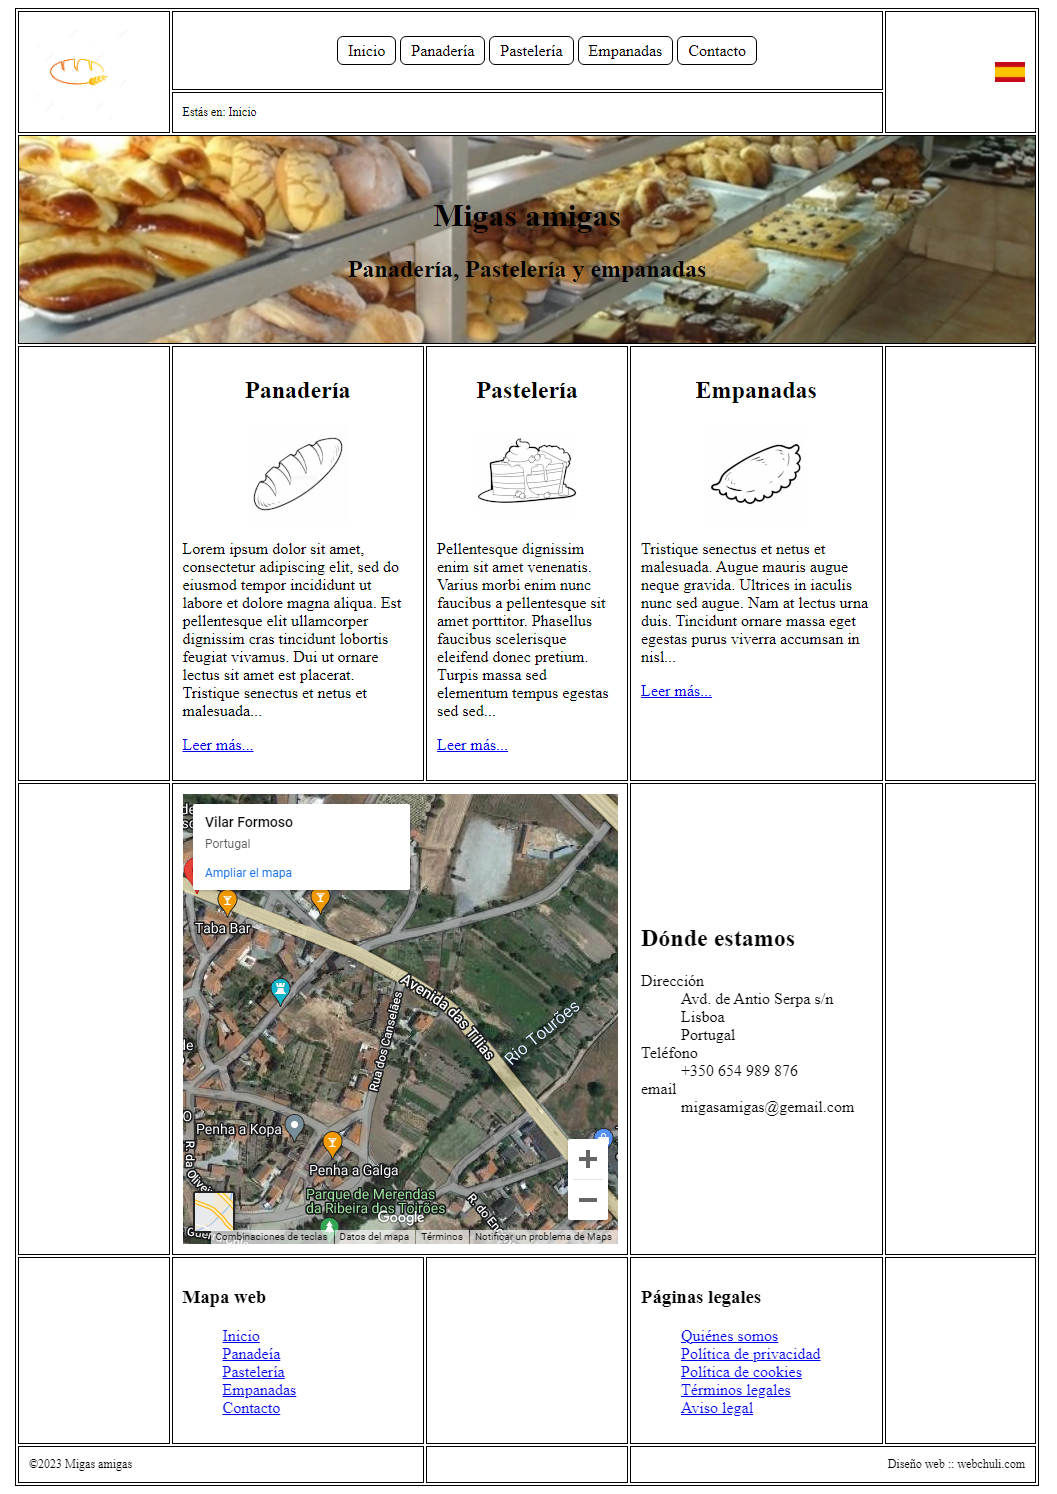 Inicio Panadería Pastelería Empanadas Contacto
Estás en: Inicio
Migas amigas
Panadería, Pastelería y empanadas
Panadería
Lorem ipsum dolor sit amet,
consectetur adipiscing elit, sed do
eiusmod tempor incididunt ut
labore et dolore magna aliqua. Est
pellentesque elit ullamcorper
dignissim cras tincidunt lobortis
feugiat vivamus. Dui ut ornare
lectus sit amet est placerat.
Tristique senectus et netus et
malesuada...
Leer más...
Pastelería
Pellentesque dignissim
enim sit amet venenatis.
Varius morbi enim nunc
faucibus a pellentesque sit
amet porttitor. Phasellus
faucibus scelerisque
eleifend donec pretium.
Turpis massa sed
elementum tempus egestas
sed sed...
Leer más...
Empanadas
Tristique senectus et netus et
malesuada. Augue mauris augue
neque gravida. Ultrices in iaculis
nunc sed augue. Nam at lectus urna
duis. Tincidunt ornare massa eget
egestas purus viverra accumsan in
nisl...
Leer más...
Vilar Formoso
Portugal
Ampliar el mapa
Taba Bar
Avenida das Tílias
Rio Tourões
Rua dos Canselães
Penha a Kopa
R. da Oliveir
Penha a Galga
Parque de Merendas
da Ribeira dos Toirões
Google
Combinaciones de teclas Datos del mapa Términos Notificar un problema de Maps
Dónde estamos
Dirección
Avd. de Antio Serpa s/n
Lisboa
Portugal
Teléfono
+350 654 989 876
email
migasamigas@gemail.com
Mapa web
Inicio
Panadeía
Pastelería
Empanadas
Contacto
Páginas legales
Quiénes somos
Política de privacidad
Política de cookies
Términos legales
Aviso legal
©2023 Migas amigas
Diseño web :: webchuli.com